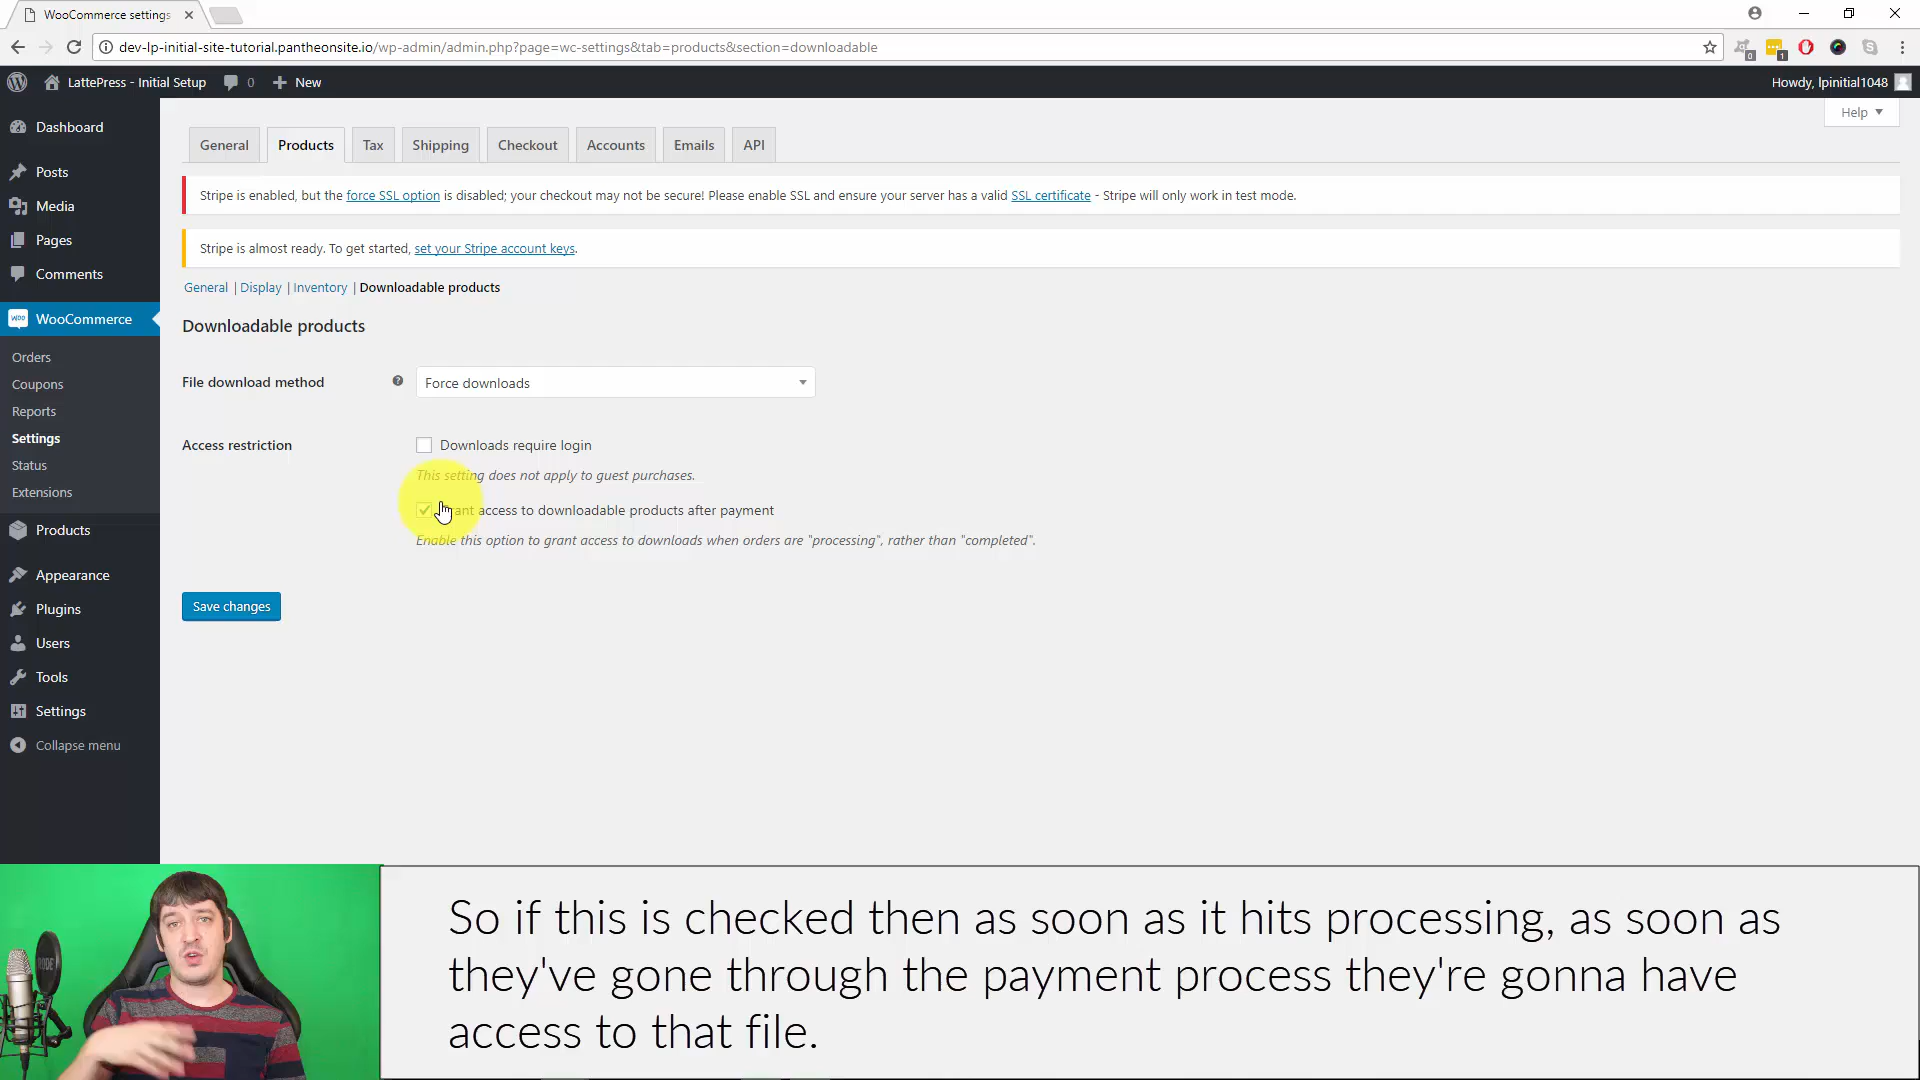 WooCommerce settings
dev-lp-initial-site-tutorial.pantheonsite.io/wp-admin/admin.php?page=wc-settings&tab=products&section=downloadable
0
1
LattePress - Initial Setup
0
New
Howdy, lpinitial1048
Help
Dashboard
Posts
Media
Pages
Comments
WooCommerce
Orders
Coupons
Reports
Settings
Status
Extensions
Products
Appearance
Plugins
Users
Tools
Settings
Collapse menu
General
Products
Tax
Shipping
Checkout
Accounts
Emails
API
Stripe is enabled, but the force SSL option is disabled; your checkout may not be secure! Please enable SSL and ensure your server has a valid SSL certificate - Stripe will only work in test mode.
Stripe is almost ready. To get started, set your Stripe account keys.
General | Display | Inventory | Downloadable products
Downloadable products
File download method
Force downloads
Access restriction
Downloads require login
This setting does not apply to guest purchases.
Grant access to downloadable products after payment
Enable this option to grant access to downloads when orders are "processing", rather than "completed".
Save changes
RODE
So if this is checked then as soon as it hits processing, as soon as
they've gone through the payment process they're gonna have
access to that file.